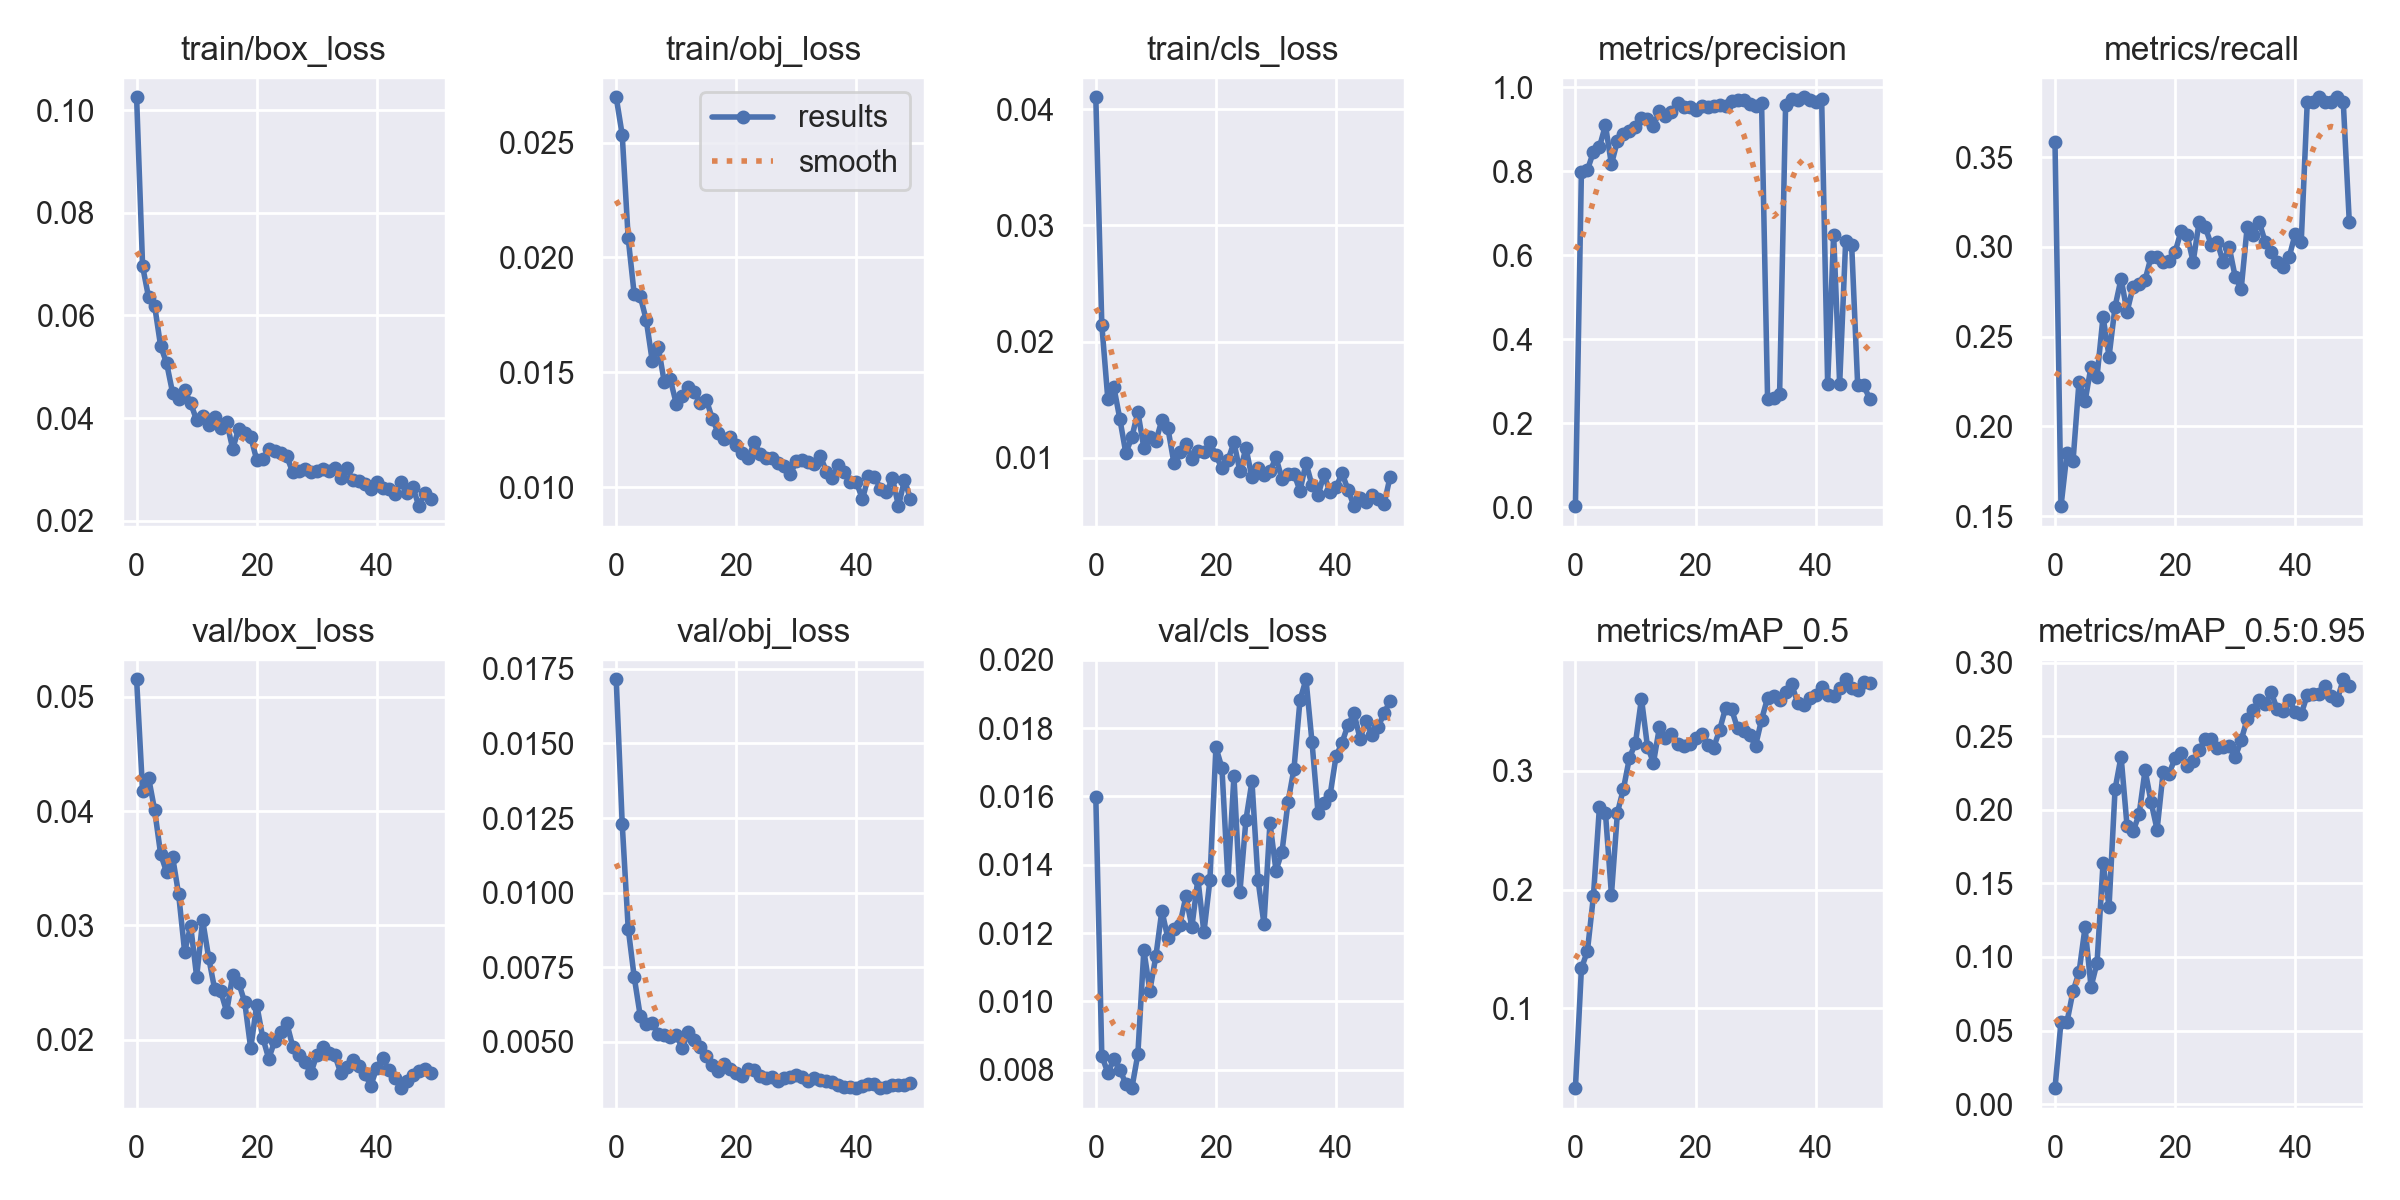 train/box_loss
0.10
0.08
0.06
0.04
0.02
0 20 40
train/obj_loss
results
smooth
0.025
0.020
0.015
0.010
0 20 40
train/cls_loss
0.04
0.03
0.02
0.01
0 20 40
metrics/precision
1.0
0.8
0.6
0.4
0.2
0.0
0 20 40
metrics/recall
0.35
0.30
0.25
0.20
0.15
0 20 40
val/box_loss
0.05
0.04
0.03
0.02
0 20 40
val/obj_loss
0.0175
0.0150
0.0125
0.0100
0.0075
0.0050
0 20 40
val/cls_loss
0.020
0.018
0.016
0.014
0.012
0.010
0.008
0 20 40
metrics/mAP_0.5
0.3
0.2
0.1
0 20 40
metrics/mAP_0.5:0.95
0.30
0.25
0.20
0.15
0.10
0.05
0.00
0 20 40